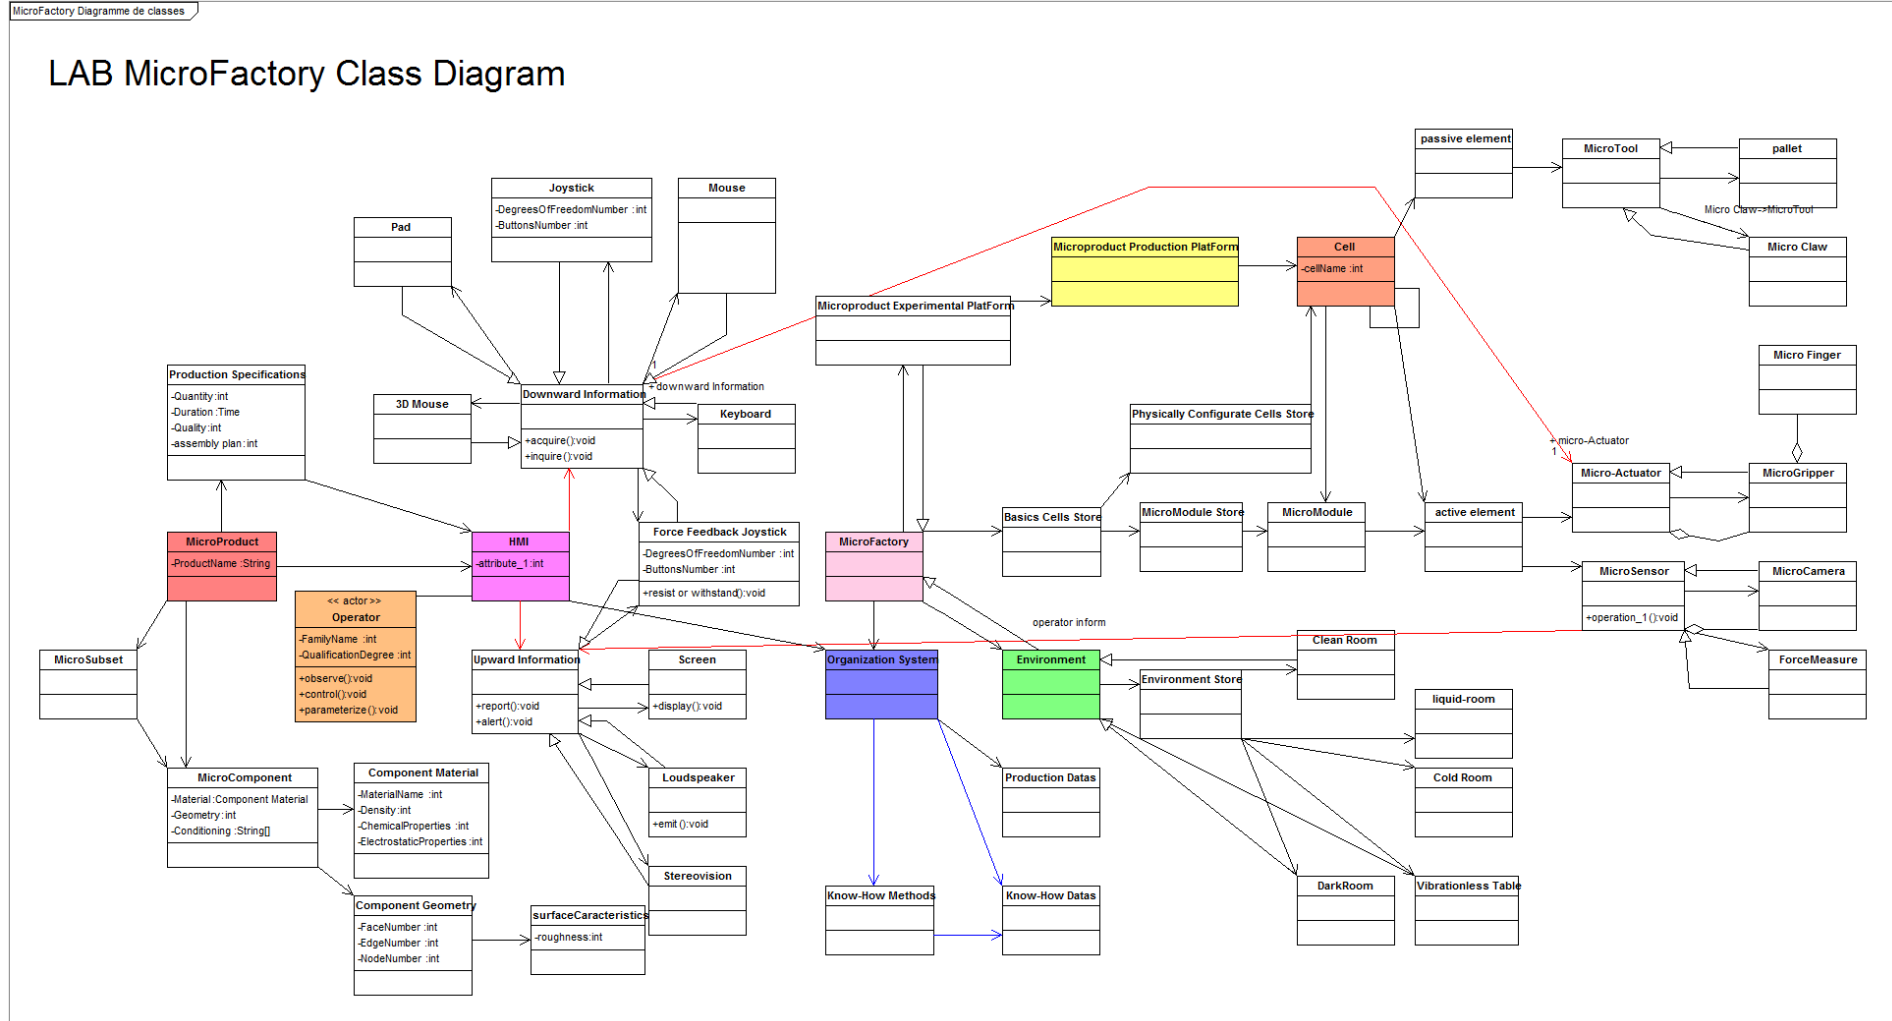 MicroFactory Diagramme de classes
LAB MicroFactory Class Diagram
passive element
MicroTool
pallet
Micro Claw->MicroTool
Micro Claw
Joystick
-DegreesOfFreedomNumber :int
-ButtonsNumber :int
Mouse
Pad
Microproduct Production PlatForm
Cell
-cellName :int
Microproduct Experimental PlatForm
Micro Finger
Production Specifications
-Quantity:int
-Duration :Time
-Quality:int
-assembly plan:int
1
+ downward Information
Downward Information
+acquire():void
+inquire():void
3D Mouse
Keyboard
Physically Configurate Cells Store
+ micro-Actuator
1
Micro-Actuator
MicroGripper
Basics Cells Store
MicroModule Store
MicroModule
active element
MicroProduct
-ProductName :String
HMI
-attribute_1:int
Force Feedback Joystick
-DegreesOfFreedomNumber :int
-ButtonsNumber :int
+resist or withstand():void
MicroFactory
MicroSensor
+operation_1():void
MicroCamera
<< actor >>
Operator
-FamilyName :int
-QualificationDegree :int
+observe():void
+control():void
+parameterize():void
operator inform
Clean Room
MicroSubset
Upward Information
+report():void
+alert():void
Screen
+display():void
Organization System
Environment
Environment Store
ForceMeasure
liquid-room
MicroComponent
-Material:Component Material
-Geometry:int
-Conditioning :String[]
Component Material
-MaterialName :int
-Density:int
-ChemicalProperties :int
-ElectrostaticProperties :int
Loudspeaker
+emit():void
Production Datas
Cold Room
Stereovision
Component Geometry
-FaceNumber :int
-EdgeNumber :int
-NodeNumber :int
surfaceCaracteristics
-roughness:int
Know-How Methods
Know-How Datas
DarkRoom
Vibrationless Table